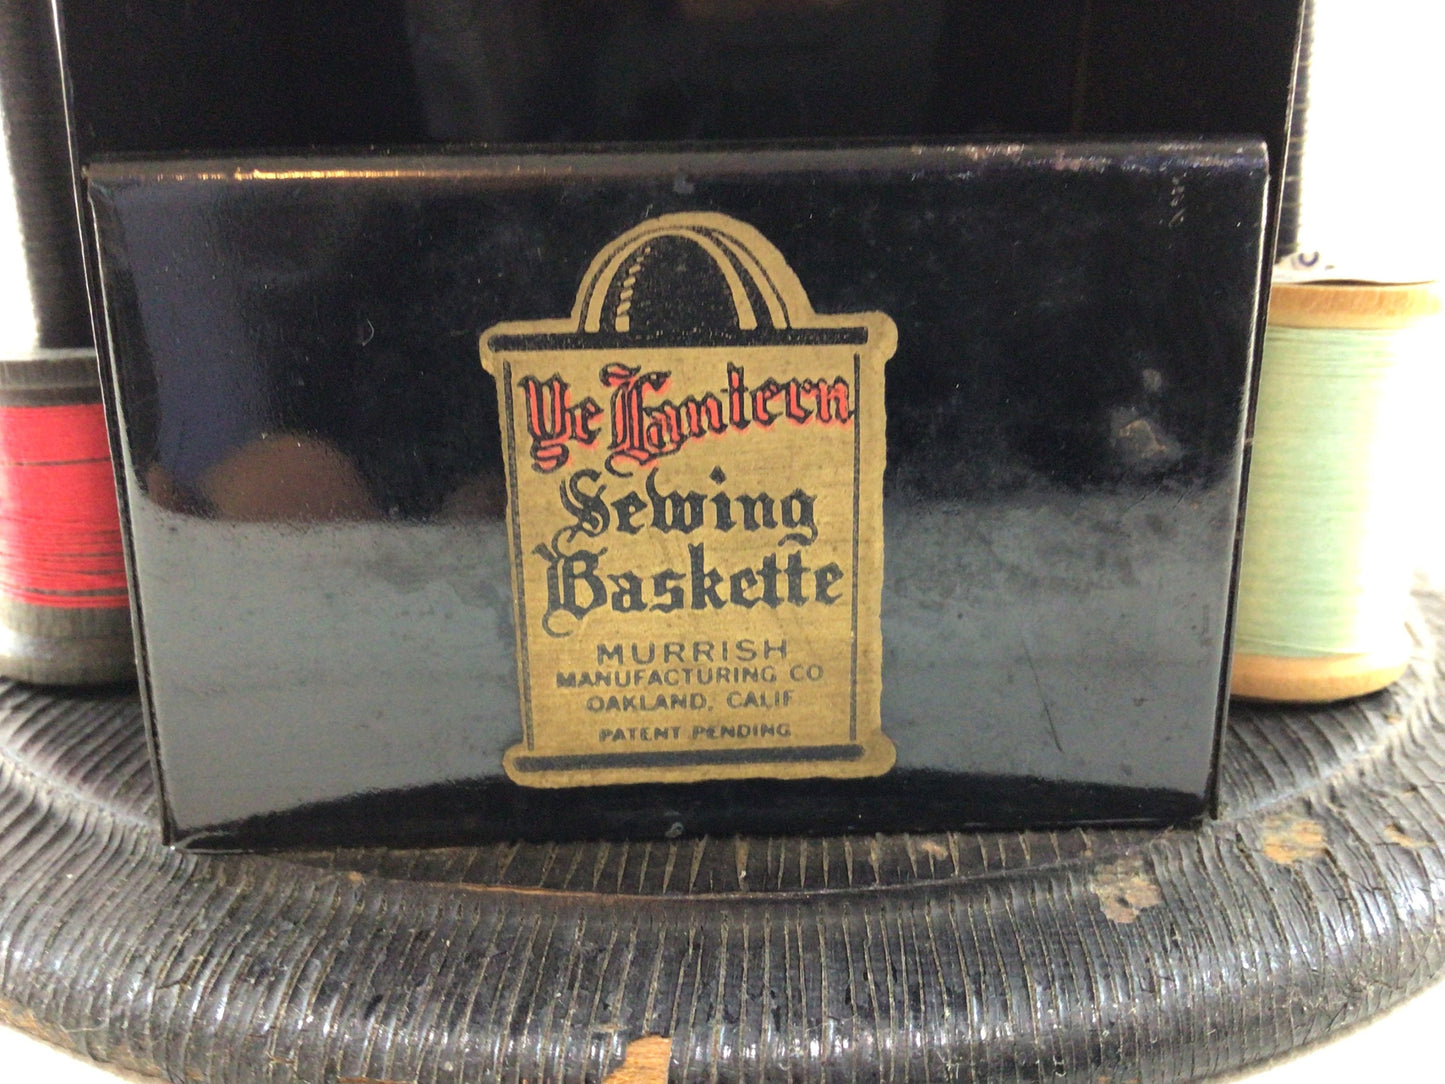 Ye Lantern
Sewing
Baskette
MURRISH
MANUFACTURING CO
OAKLAND, CALIF
PATENT PENDING